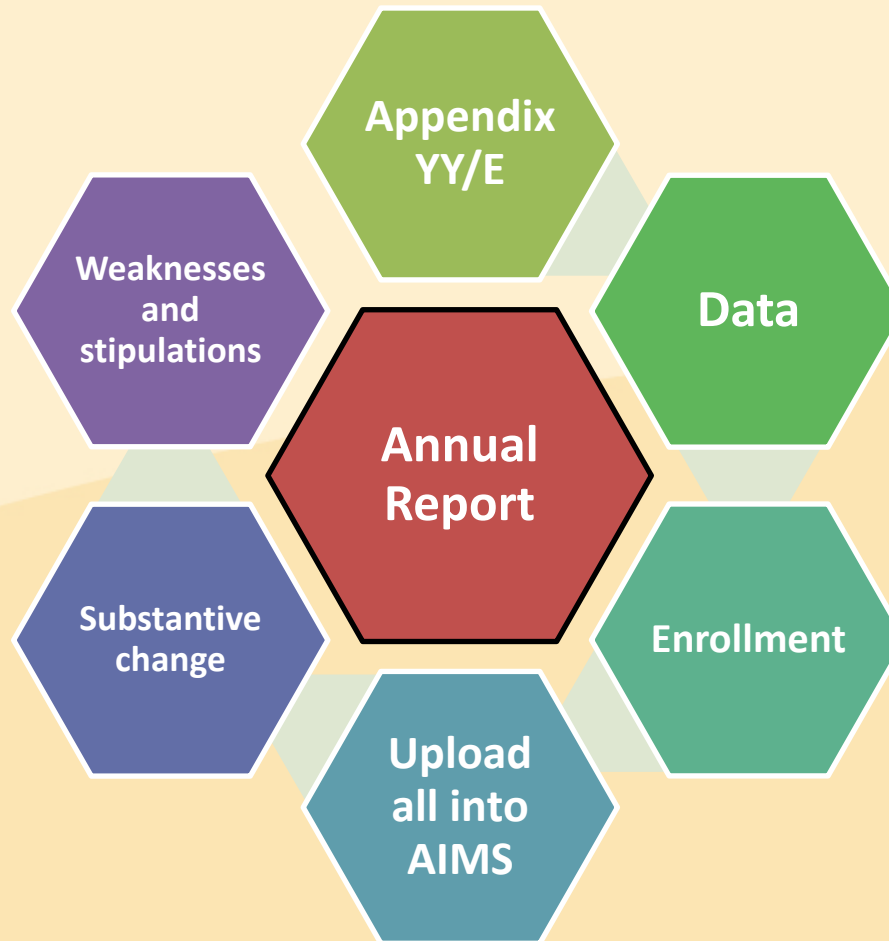 Appendix
YY/E
Data
Enrollment
Upload
all into
AIMS
Substantive
change
Weaknesses
and
stipulations
Annual
Report